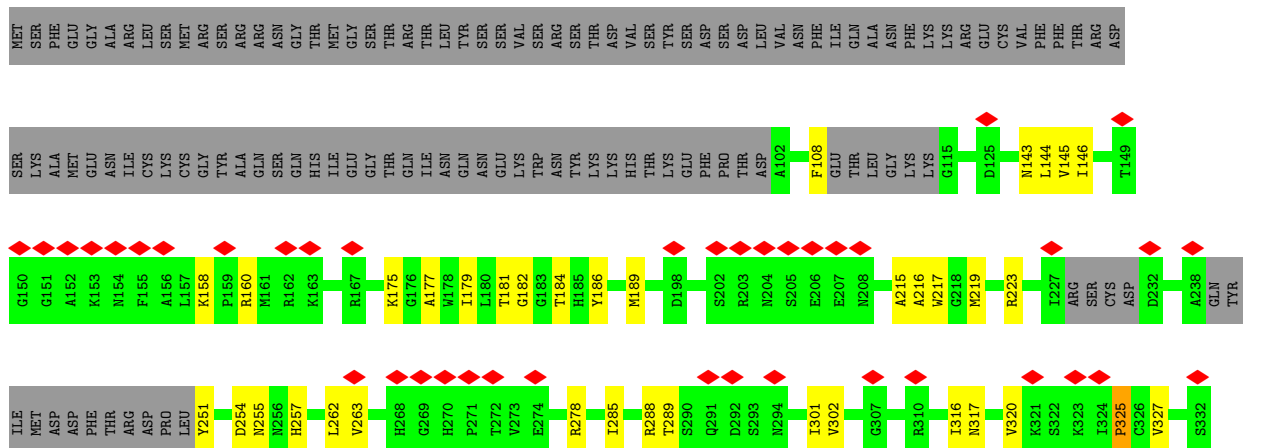 MET SER PHE GLU GLY ALA ARG LEU SER MET ARG SER ARG ARG ASN GLY THR MET GLY SER THR ARG THR LEU TYR SER SER VAL SER ARG SER THR ASP VAL SER TYR SER ASP SER ASP LEU VAL ASN PHE ILE GLN ALA ASN PHE LYS LYS ARG GLU CYS VAL PHE PHE THR ARG ASP
SER LYS ALA MET GLU ASN ILE CYS LYS CYS GLY TYR ALA GLN SER GLN HIS ILE GLU GLY THR GLN ILE ASN GLN ASN GLU LYS TRP ASN TYR LYS LYS HIS THR LYS GLU PHE PRO THR ASP A102 F108 GLU THR LEU GLY LYS LYS G115 D125 N143 L144 V145 I146 T149
G150 G151 A152 K153 N154 F155 A156 L157 K158 P159 R160 M161 R162 K163 R167 K175 G176 A177 W178 I179 L180 T181 G182 G183 T184 H185 Y186 M189 D198 S202 R203 N204 S205 E206 E207 N208 A215 A216 W217 G218 M219 R223 I227 ARG SER CYS ASP D232 A238 GLN TYR
ILE MET ASP ASP PHE THR ARG ASP PRO LEU Y251 D254 N255 N256 H257 L262 V263 H268 G269 H270 P271 T272 V273 E274 R278 I285 R288 T289 S290 Q291 D292 S293 N294 I301 V302 G307 R310 I316 N317 V320 K321 S322 K323 I324 P325 C326 V327 S332